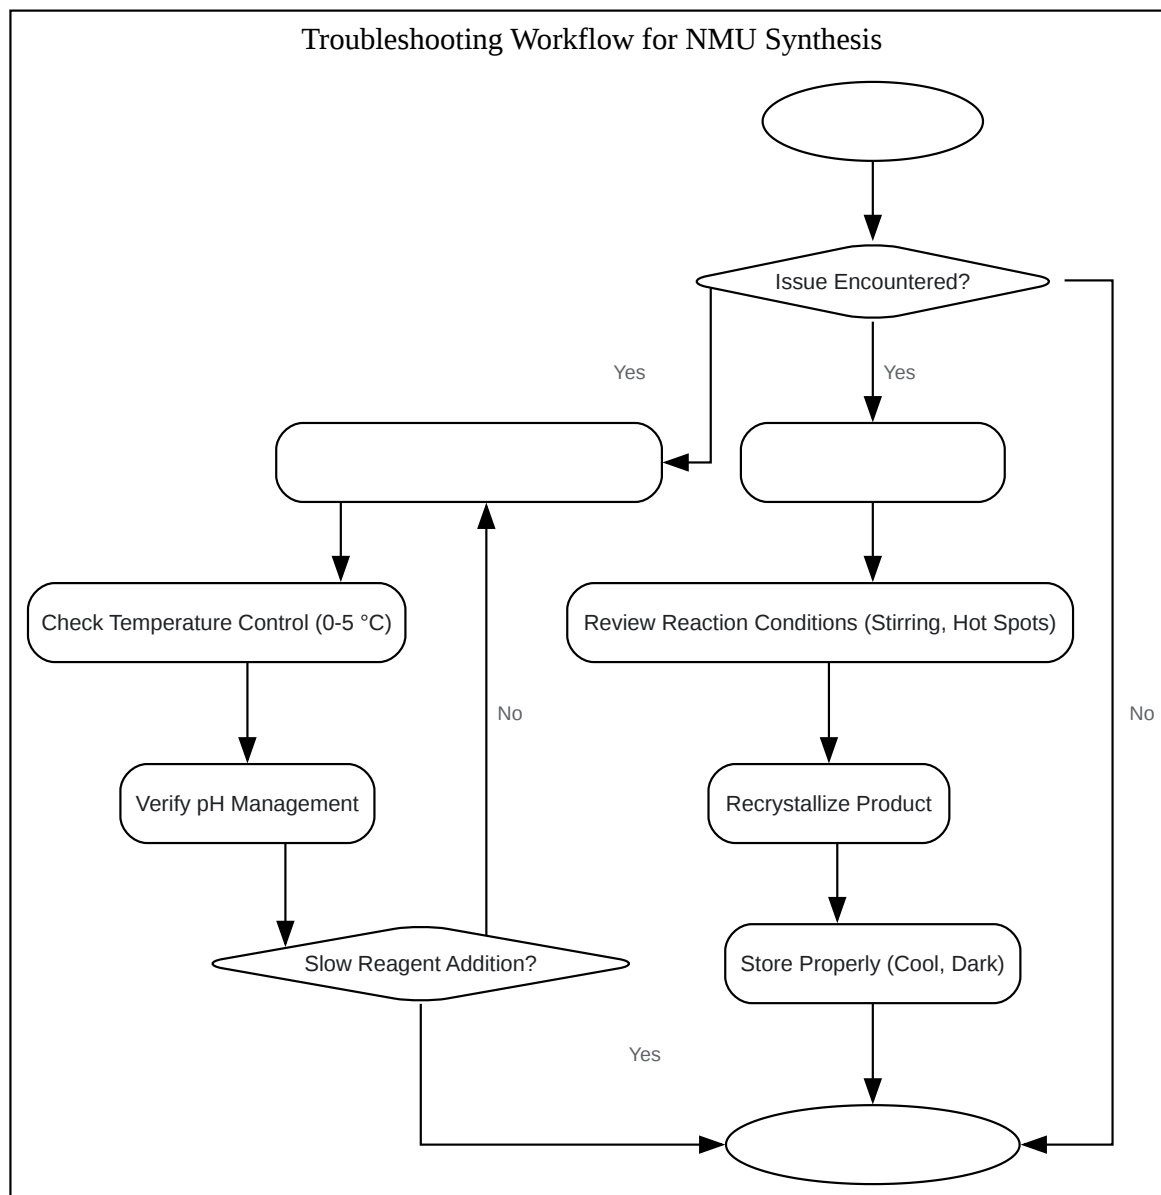 Troubleshooting Workflow for NMU Synthesis
Issue Encountered?
Yes
Yes
Check Temperature Control (0-5 °C)
Review Reaction Conditions (Stirring, Hot Spots)
No
No
Verify pH Management
Recrystallize Product
Slow Reagent Addition?
Store Properly (Cool, Dark)
Yes